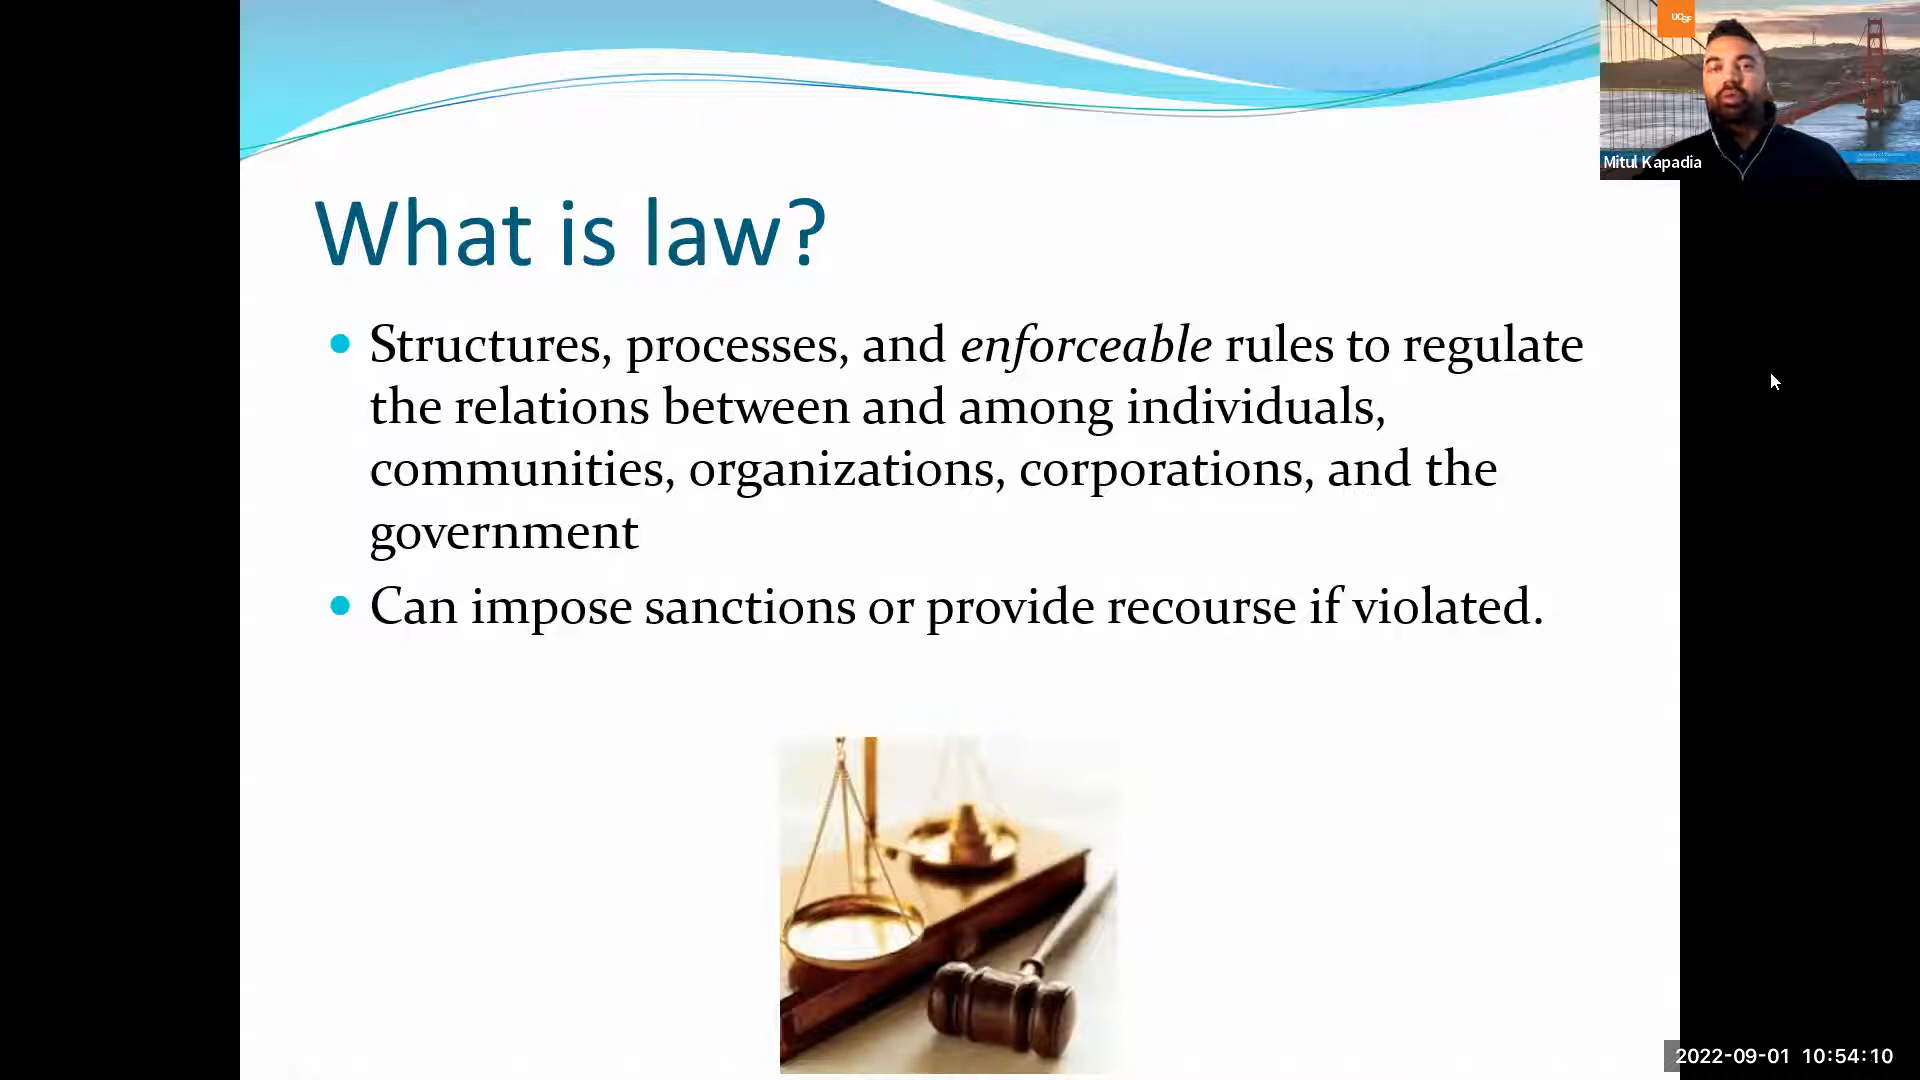 UCSF
Mitul Kapadia
What is law?
Structures, processes, and enforceable rules to regulate
the relations between and among individuals,
communities, organizations, corporations, and the
government
Can impose sanctions or provide recourse if violated.
2022-09-01 10:54:10